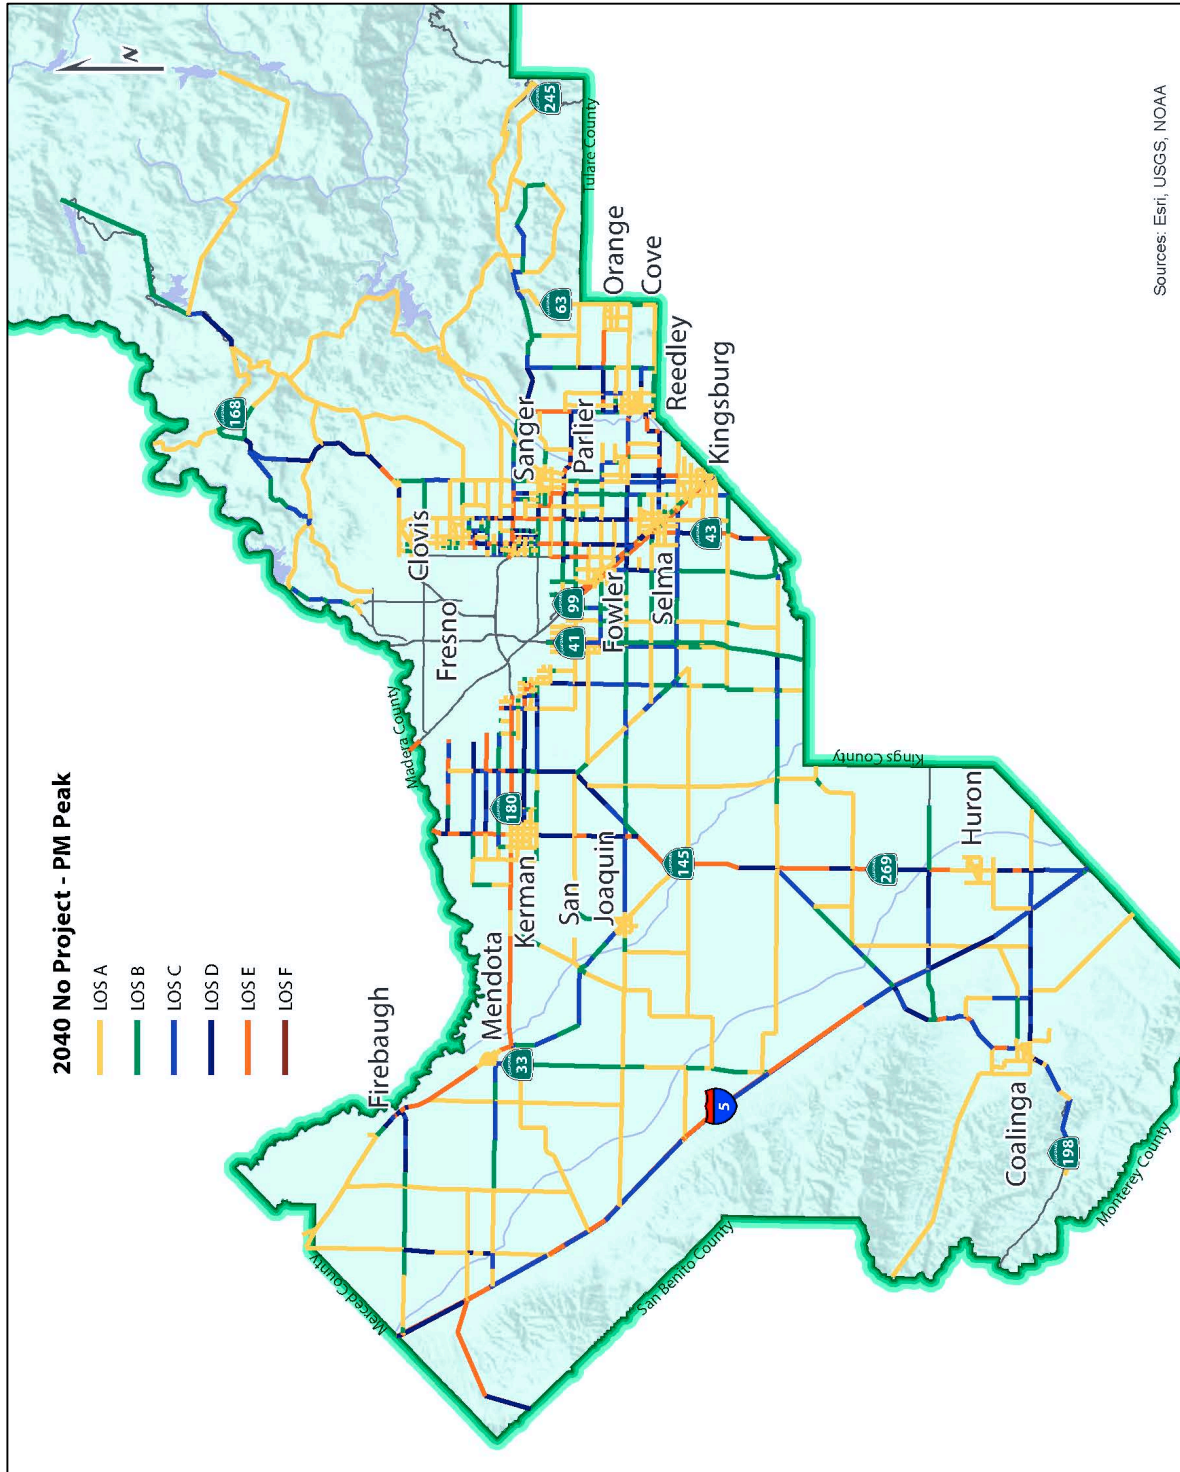 2040 No Project - PM Peak
LOS A
LOS B
LOS C
LOS D
LOS E
LOS F
N
Madera County
Merced County
San Benito County
Monterey County
Kings County
Tulare County
Firebaugh
Mendota
Kerman
San
Joaquin
Fresno
Clovis
Sanger
Parlier
Fowler
Selma
Reedley
Kingsburg
Orange
Cove
Huron
Coalinga
168
245
63
180
99
41
43
33
145
5
269
198
Sources: Esri, USGS, NOAA